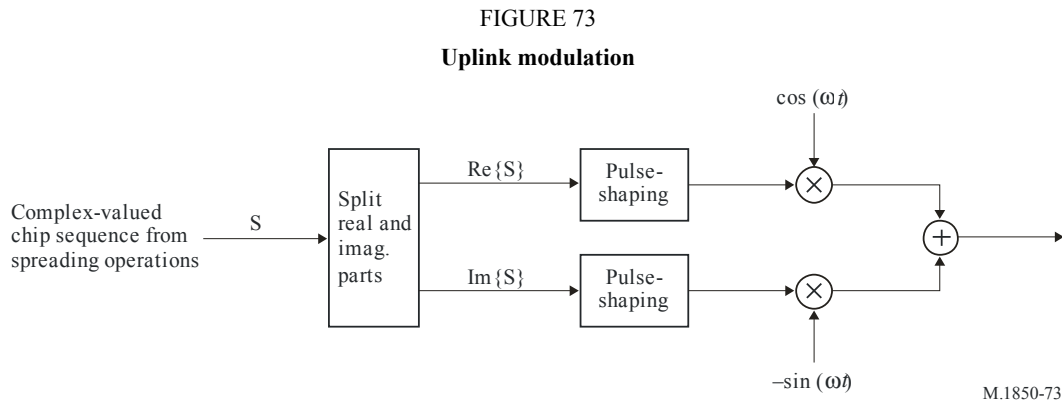 FIGURE 73
Uplink modulation
cos (ωt)
Re{S}
Pulse-
shaping
Split
real and
imag.
parts
Complex-valued
chip sequence from
spreading operations
S
Im{S}
Pulse-
shaping
–sin (ωt)
M.1850-73